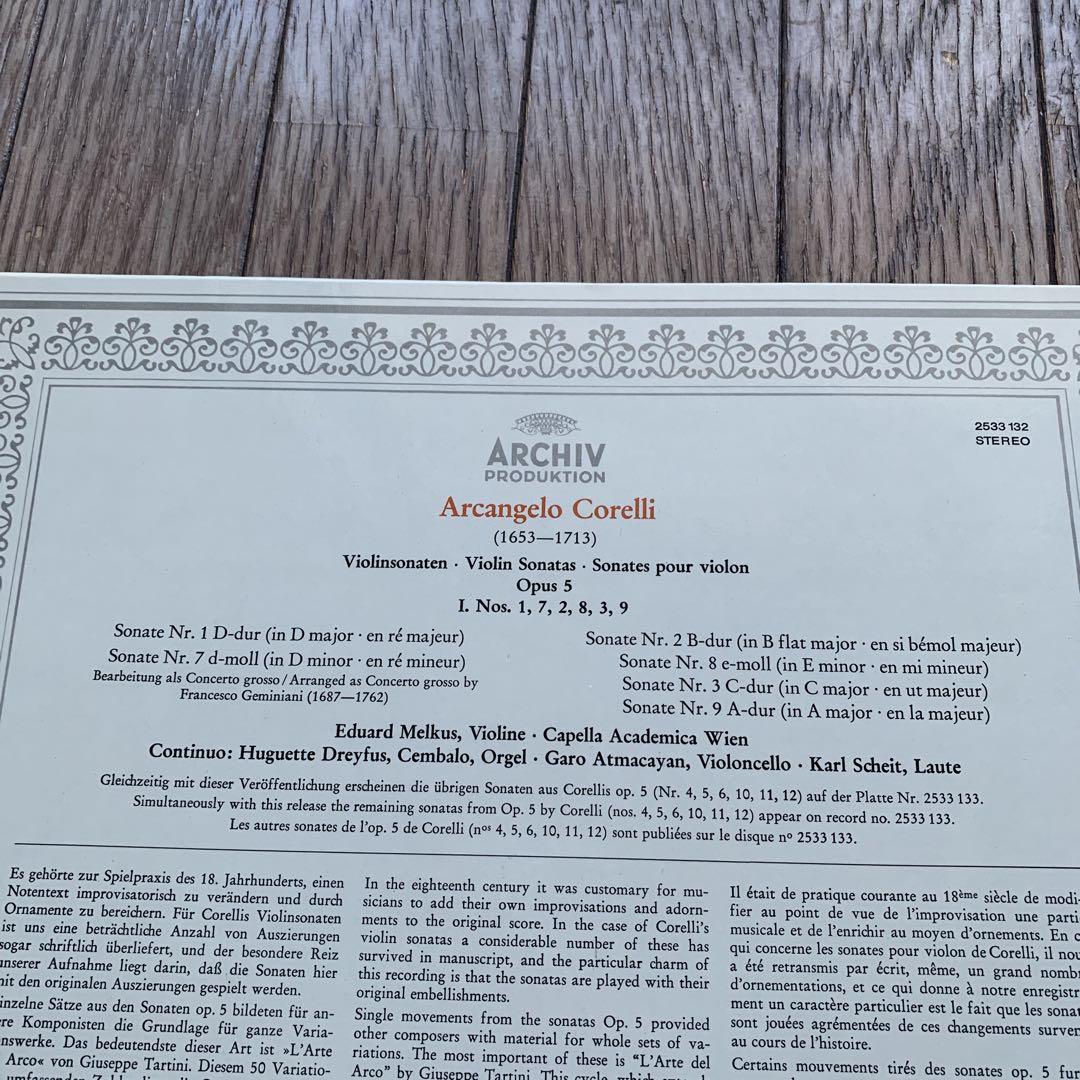 2533 132
STEREO
ARCHIV
PRODUKTION
Arcangelo Corelli
(1653—1713)
Violinsonaten · Violin Sonatas · Sonates pour violon
Opus 5
I. Nos. 1, 7, 2, 8, 3, 9
Sonate Nr. 1 D-dur (in D major · en ré majeur)
Sonate Nr. 7 d-moll (in D minor · en ré mineur)
Bearbeitung als Concerto grosso / Arranged as Concerto grosso by
Francesco Geminiani (1687—1762)
Sonate Nr. 2 B-dur (in B flat major · en si bémol majeur)
Sonate Nr. 8 e-moll (in E minor · en mi mineur)
Sonate Nr. 3 C-dur (in C major · en ut majeur)
Sonate Nr. 9 A-dur (in A major · en la majeur)
Eduard Melkus, Violine · Capella Academica Wien
Continuo: Huguette Dreyfus, Cembalo, Orgel · Garo Atmacayan, Violoncello · Karl Scheit, Laute
Gleichzeitig mit dieser Veröffentlichung erscheinen die übrigen Sonaten aus Corellis op. 5 (Nr. 4, 5, 6, 10, 11, 12) auf der Platte Nr. 2533 133.
Simultaneously with this release the remaining sonatas from Op. 5 by Corelli (nos. 4, 5, 6, 10, 11, 12) appear on record no. 2533 133.
Les autres sonates de l'op. 5 de Corelli (nos 4, 5, 6, 10, 11, 12) sont publiées sur le disque no 2533 133.
Es gehörte zur Spielpraxis des 18. Jahrhunderts, einen
Notentext improvisatorisch zu verändern und durch
Ornamente zu bereichern. Für Corellis Violinsonaten
ist uns eine beträchtliche Anzahl von Auszierungen
sogar schriftlich überliefert, und der besondere Reiz
unserer Aufnahme liegt darin, daß die Sonaten hier
mit den originalen Auszierungen gespielt werden.
inzelne Sätze aus den Sonaten op. 5 bildeten für an-
re Komponisten die Grundlage für ganze Varia-
nswerke. Das bedeutendste dieser Art ist »L'Arte
Arco« von Giuseppe Tartini. Diesem 50 Variatio-
In the eighteenth century it was customary for mu-
sicians to add their own improvisations and adorn-
ments to the original score. In the case of Corelli's
violin sonatas a considerable number of these has
survived in manuscript, and the particular charm of
this recording is that the sonatas are played with their
original embellishments.
Single movements from the sonatas Op. 5 provided
other composers with material for whole sets of va-
riations. The most important of these is "L'Arte del
Arco" by Giuseppe Tartini. This cycle
Il était de pratique courante au 18ème siècle de modi-
fier au point de vue de l'improvisation une parti
musicale et de l'enrichir au moyen d'ornements. En c
qui concerne les sonates pour violon de Corelli, il nou
a été retransmis par écrit, même, un grand nomb
d'ornementations, et ce qui donne à notre enregistr
ment un caractère particulier est le fait que les sonat
sont jouées agrémentées de ces changements surven
au cours de l'histoire.
Certains mouvements tirés des sonates op. 5 fur